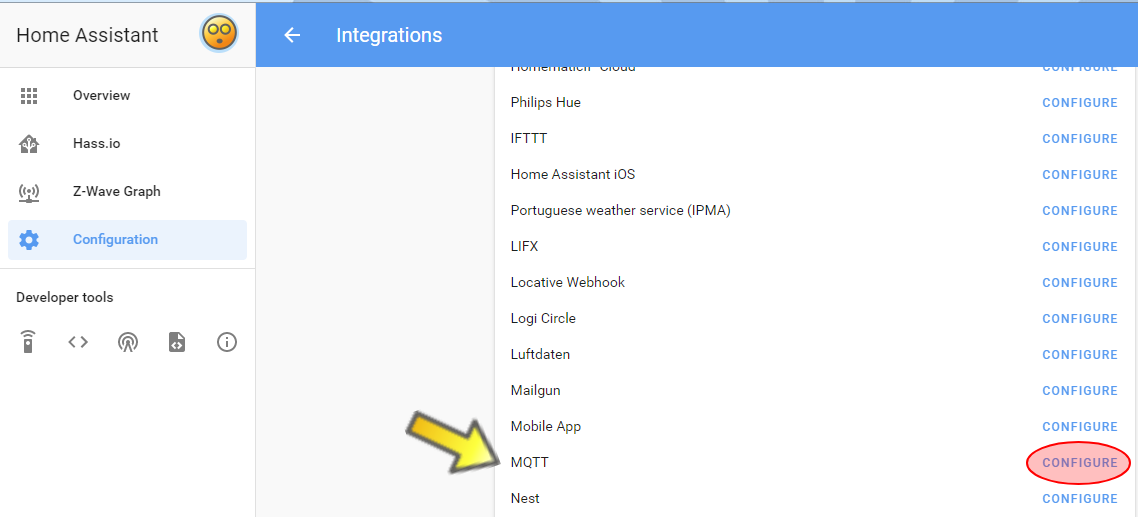 Home Assistant
Integrations
Overview
Hass.io
Z-Wave Graph
Configuration
Developer tools
CONFIGURE
Philips Hue CONFIGURE
IFTTT CONFIGURE
Home Assistant iOS CONFIGURE
Portuguese weather service (IPMA) CONFIGURE
LIFX CONFIGURE
Locative Webhook CONFIGURE
Logi Circle CONFIGURE
Luftdaten CONFIGURE
Mailgun CONFIGURE
Mobile App CONFIGURE
MQTT CONFIGURE
Nest CONFIGURE